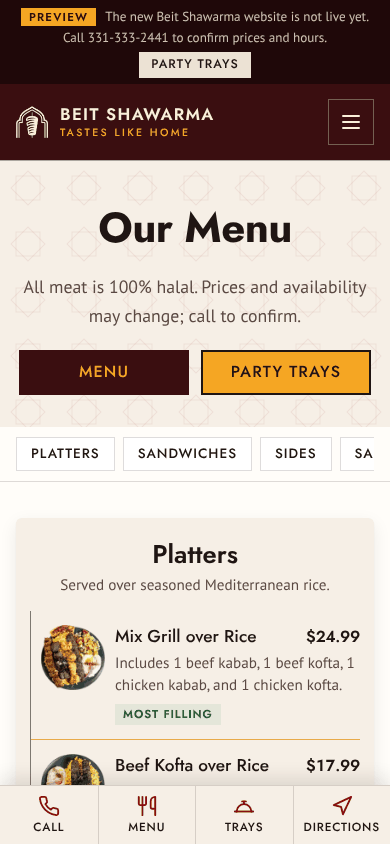 PREVIEW The new Beit Shawarma website is not live yet.
Call 331-333-2441 to confirm prices and hours.
PARTY TRAYS
BEIT SHAWARMA
TASTES LIKE HOME
Our Menu
All meat is 100% halal. Prices and availability
may change; call to confirm.
MENU
PARTY TRAYS
PLATTERS
SANDWICHES
SIDES
SA
Platters
Served over seasoned Mediterranean rice.
Mix Grill over Rice $24.99
Includes 1 beef kabab, 1 beef kofta, 1
chicken kabab, and 1 chicken kofta.
MOST FILLING
Beef Kofta over Rice $17.99
CALL
MENU
TRAYS
DIRECTIONS